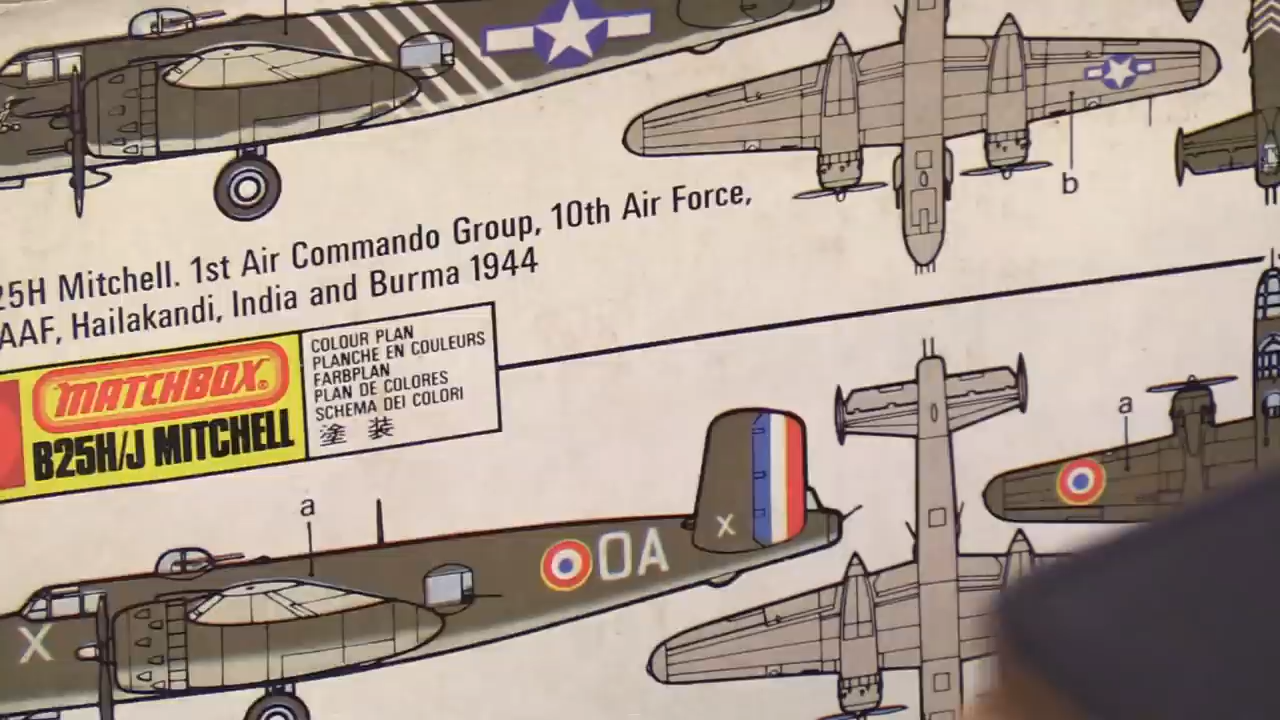 b
25H Mitchell. 1st Air Commando Group, 10th Air Force,
AAF, Hailakandi, India and Burma 1944
MATCHBOX®
B25H/J MITCHELL
COLOUR PLAN
PLANCHE EN COULEURS
FARBPLAN
PLAN DE COLORES
SCHEMA DEI COLORI
塗 装
a
a
X
OA
X